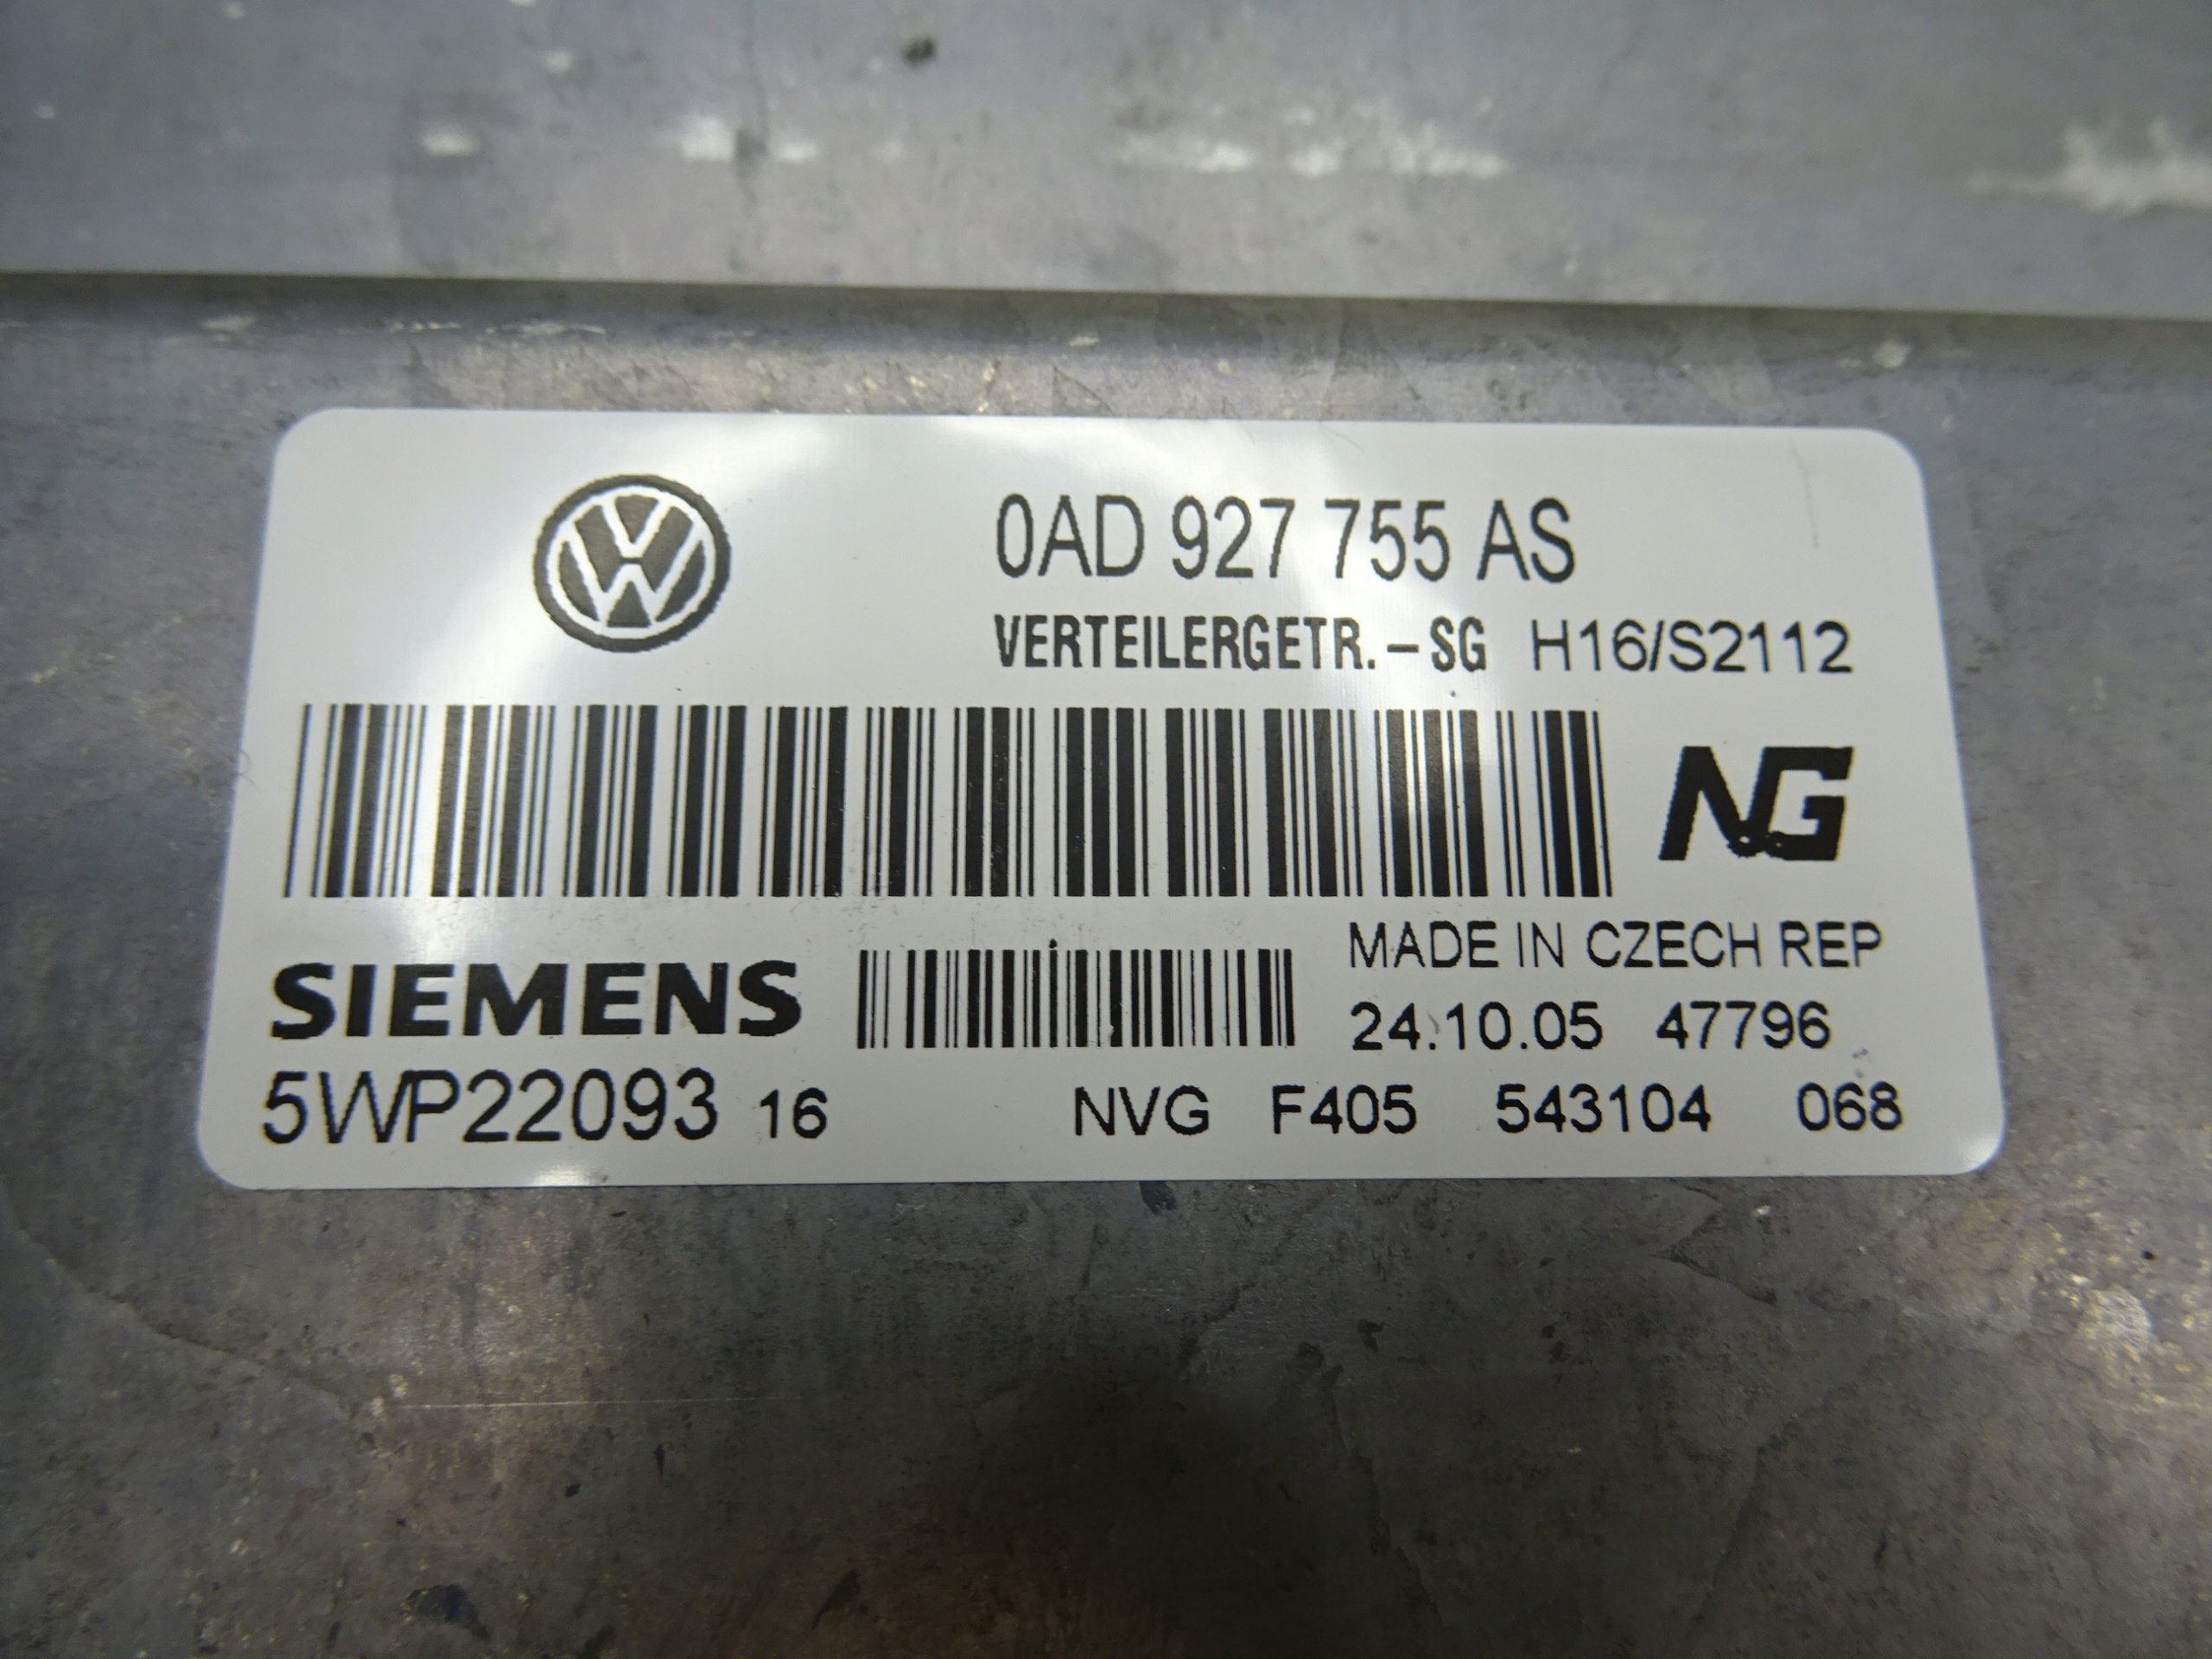 0AD 927 755 AS
VERTEILERGETR.-SG H16/S2112
NG
SIEMENS
MADE IN CZECH REP
24.10.05 47796
5WP22093 16
NVG F405 543104 068